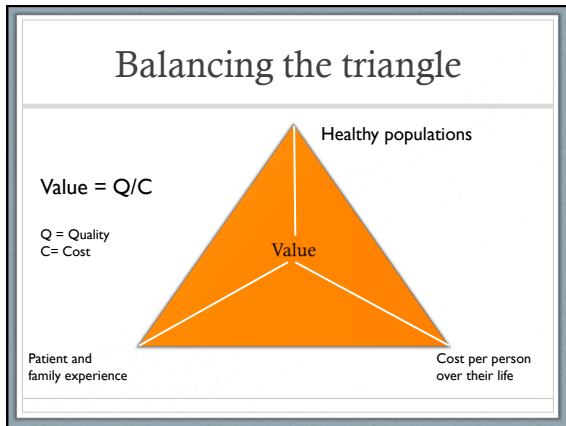 Balancing the triangle
Healthy populations
Value = Q/C
Q = Quality
C= Cost
Value
Patient and
family experience
Cost per person
over their life